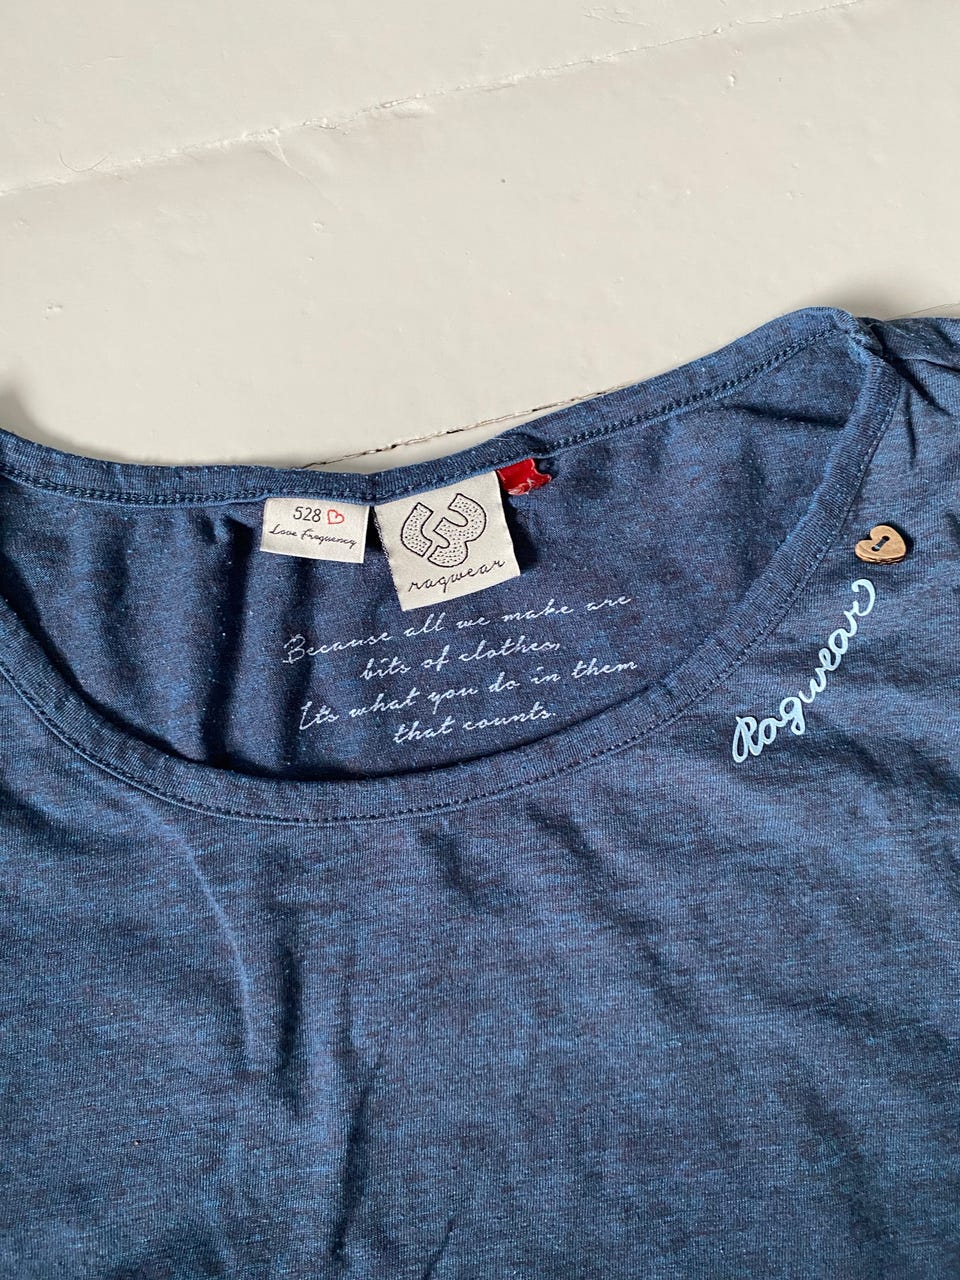 528
Love Frequency
ragwear
Because all we make are
bits of clothes,
It's what you do in them
that counts.
Ragwear